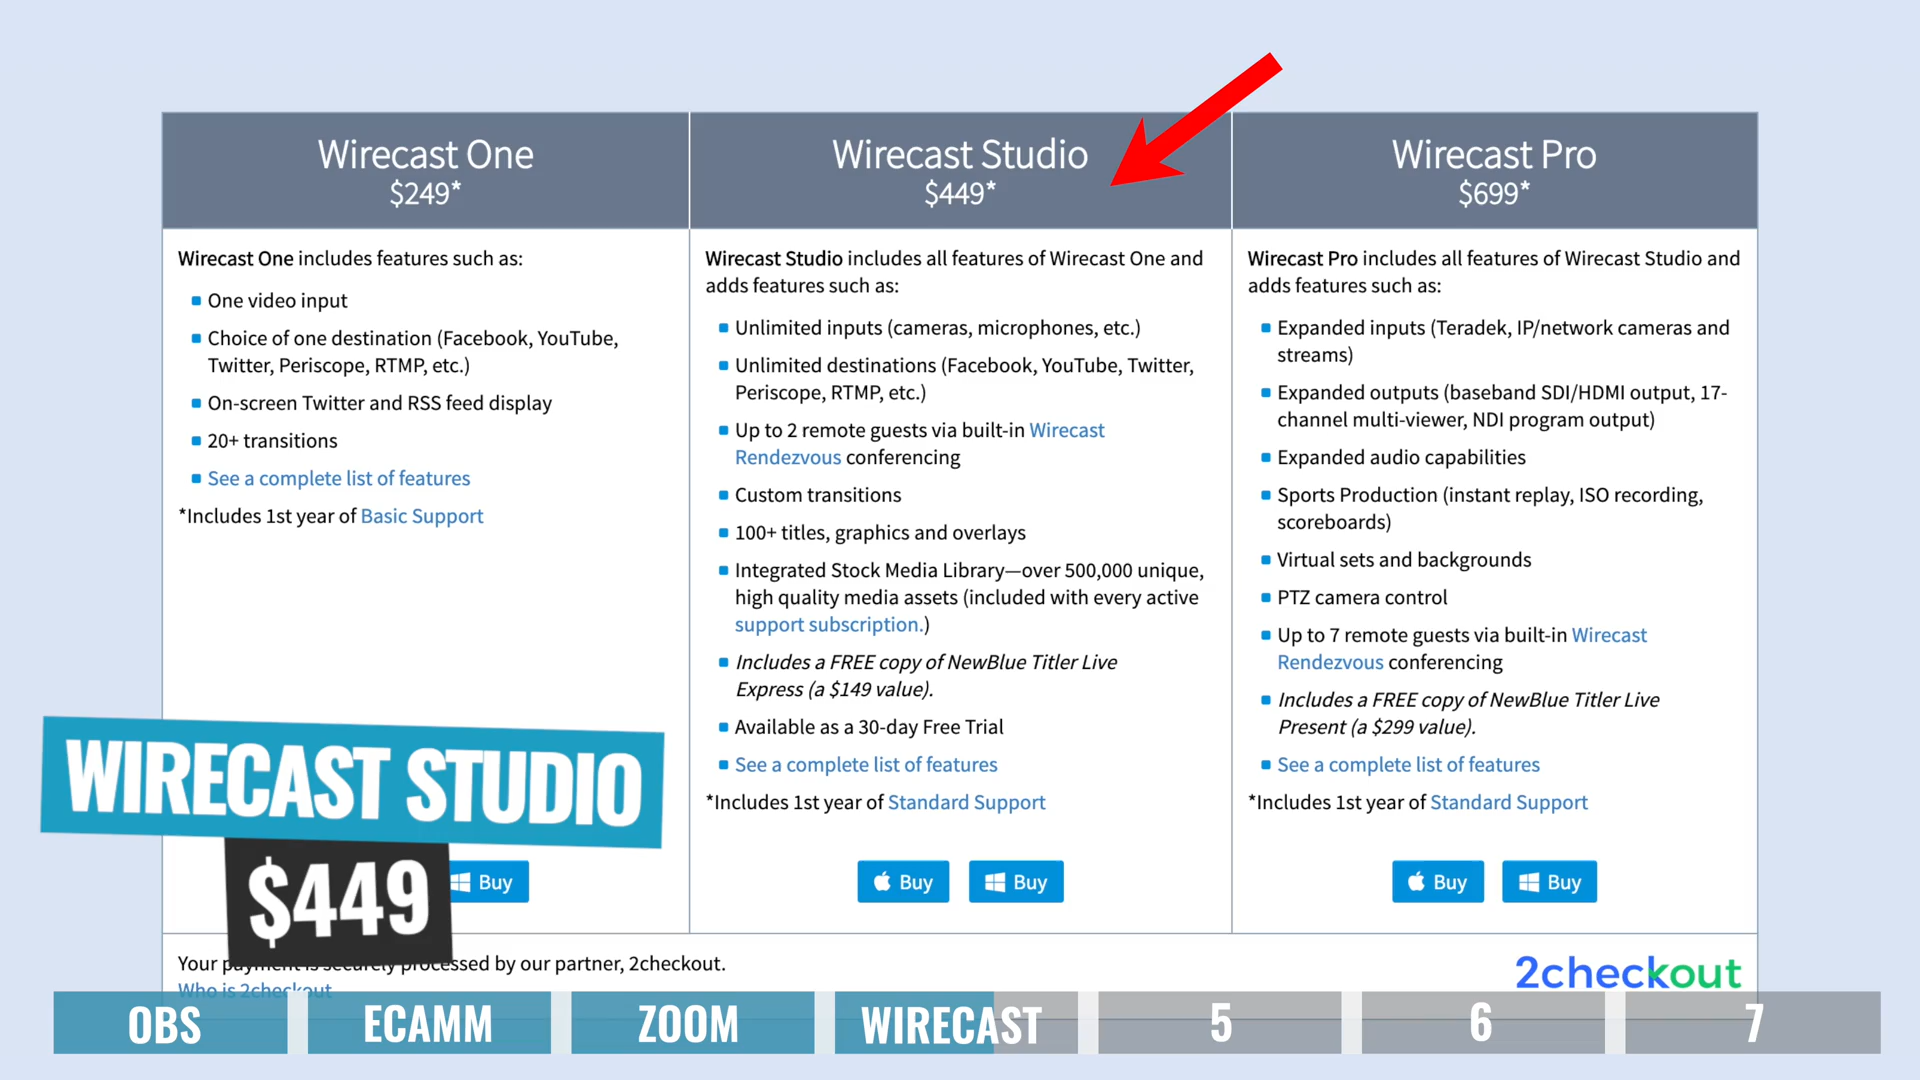 Wirecast One
$249*
Wirecast One includes features such as:
One video input
Choice of one destination (Facebook, YouTube,
Twitter, Periscope, RTMP, etc.)
On-screen Twitter and RSS feed display
20+ transitions
See a complete list of features
*Includes 1st year of Basic Support
Buy
Wirecast Studio
$449*
Wirecast Studio includes all features of Wirecast One and
adds features such as:
Unlimited inputs (cameras, microphones, etc.)
Unlimited destinations (Facebook, YouTube, Twitter,
Periscope, RTMP, etc.)
Up to 2 remote guests via built-in Wirecast
Rendezvous conferencing
Custom transitions
100+ titles, graphics and overlays
Integrated Stock Media Library—over 500,000 unique,
high quality media assets (included with every active
support subscription.)
Includes a FREE copy of NewBlue Titler Live
Express (a $149 value).
Available as a 30-day Free Trial
See a complete list of features
*Includes 1st year of Standard Support
Buy Buy
Wirecast Pro
$699*
Wirecast Pro includes all features of Wirecast Studio and
adds features such as:
Expanded inputs (Teradek, IP/network cameras and
streams)
Expanded outputs (baseband SDI/HDMI output, 17-
channel multi-viewer, NDI program output)
Expanded audio capabilities
Sports Production (instant replay, ISO recording,
scoreboards)
Virtual sets and backgrounds
PTZ camera control
Up to 7 remote guests via built-in Wirecast
Rendezvous conferencing
Includes a FREE copy of NewBlue Titler Live
Present (a $299 value).
See a complete list of features
*Includes 1st year of Standard Support
Buy Buy
WIRECAST STUDIO
$449
Your payment is securely processed by our partner, 2checkout.
Who is 2checkout
2checkout
OBS ECAMM ZOOM WIRECAST 5 6 7